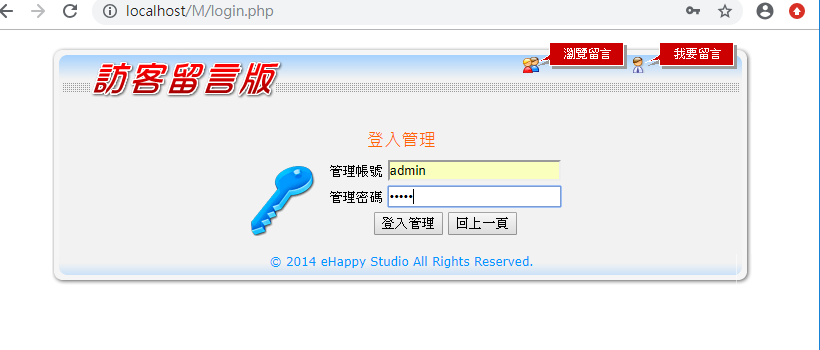 localhost/M/login.php
訪客留言版
瀏覽留言
我要留言
登入管理
管理帳號 admin
管理密碼 •••••
登入管理 回上一頁
© 2014 eHappy Studio All Rights Reserved.